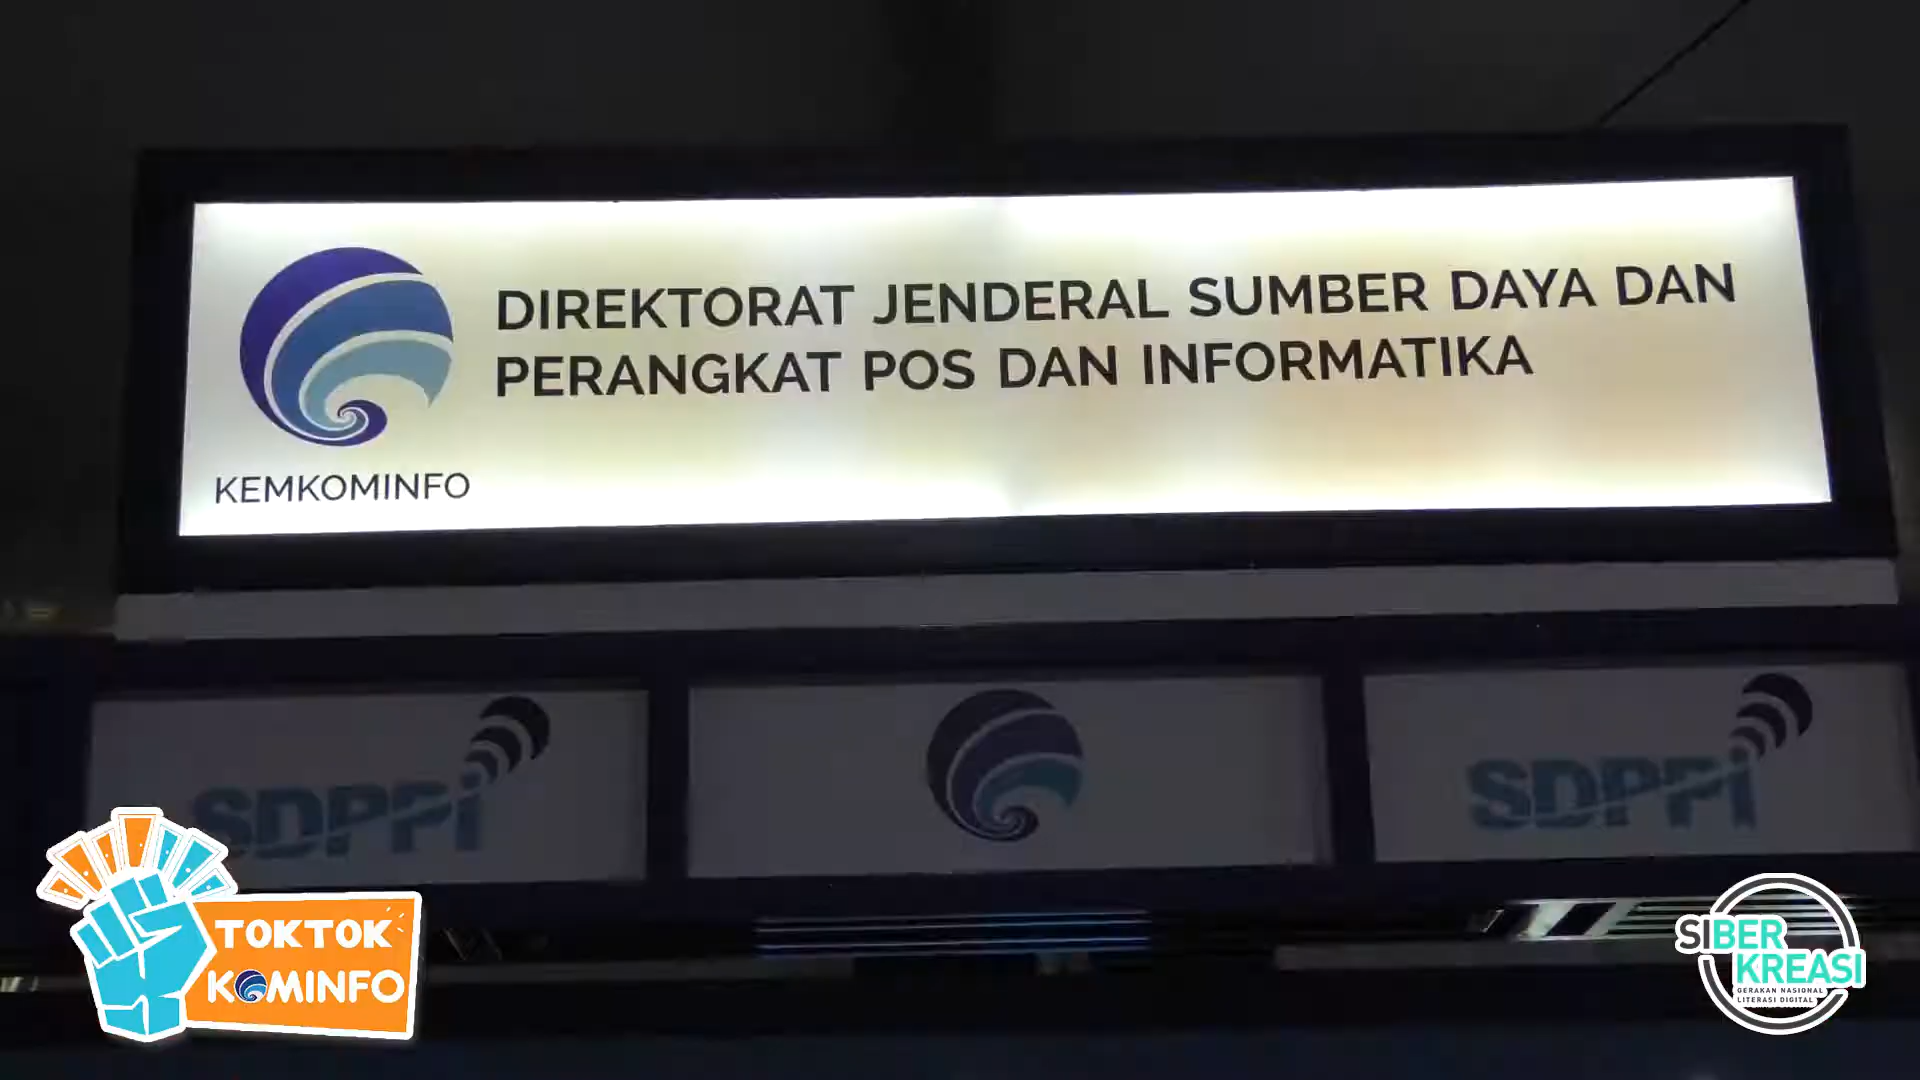 DIREKTORAT JENDERAL SUMBER DAYA DAN
PERANGKAT POS DAN INFORMATIKA
KEMKOMINFO
SDPPI
SDPPI
TOKTOK
KOMINFO
SIBER
KREASI
GERAKAN NASIONAL
LITERASI DIGITAL